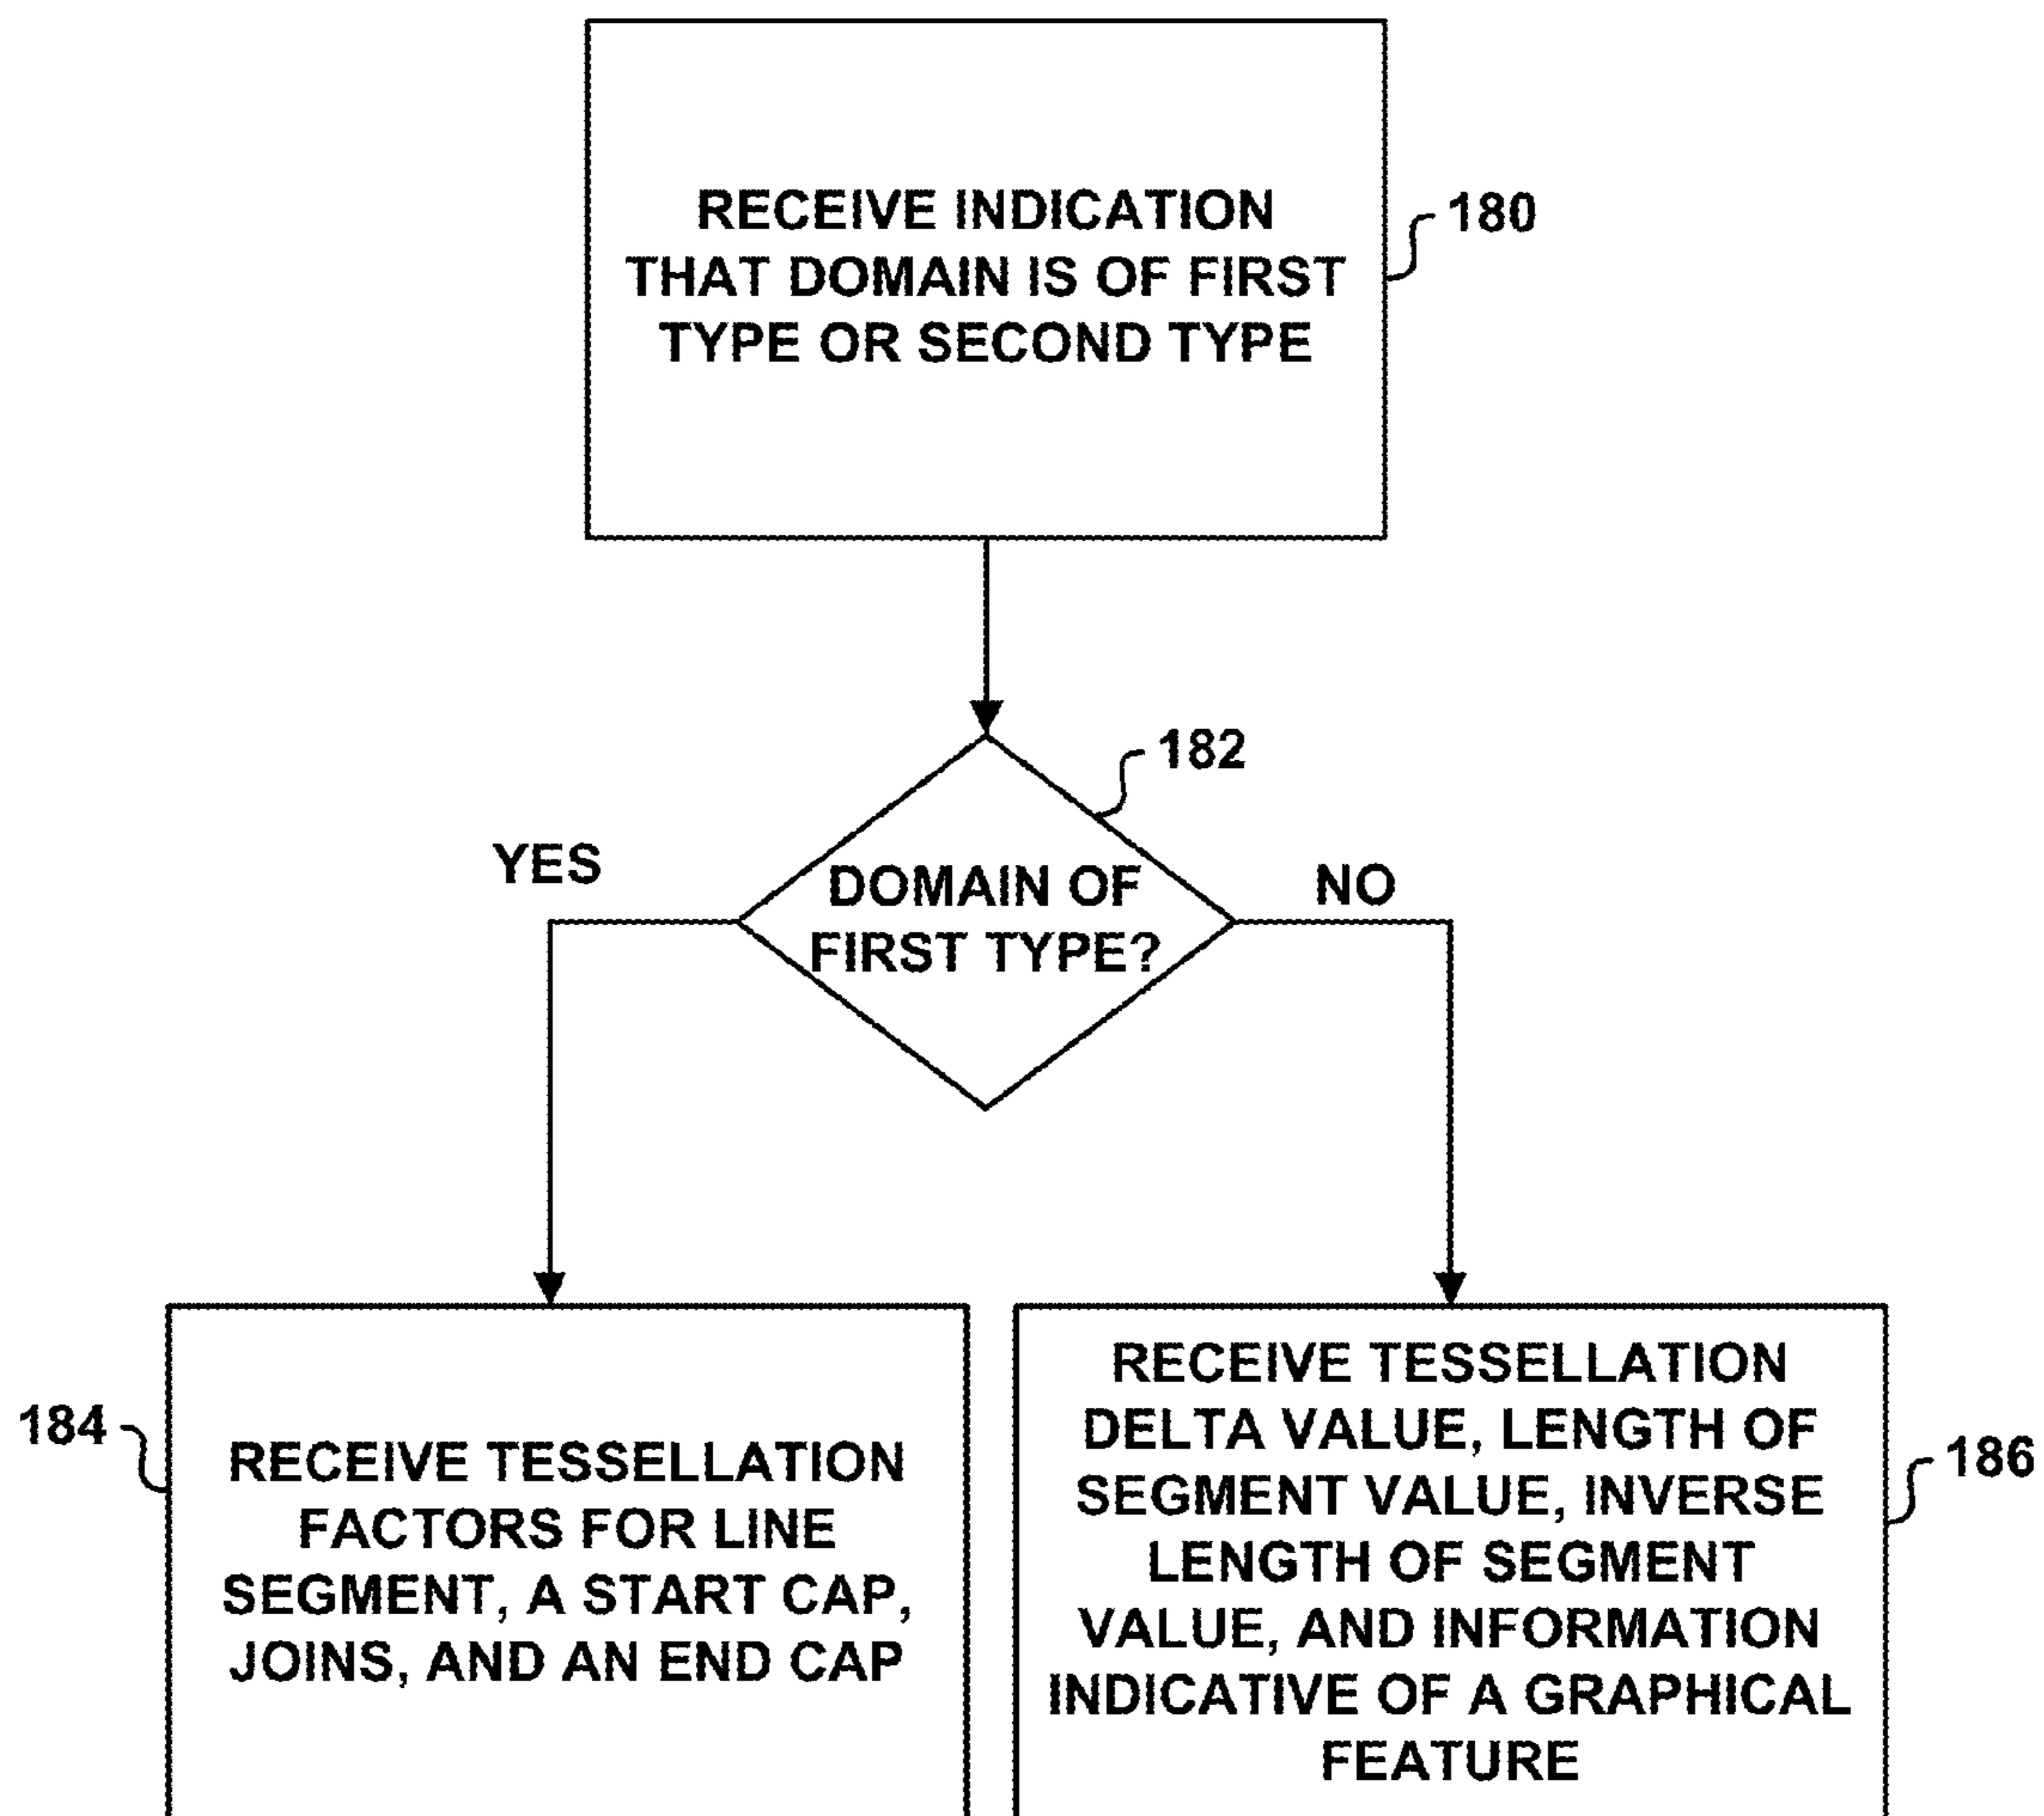 RECEIVE INDICATION
THAT DOMAIN IS OF FIRST
TYPE OR SECOND TYPE
180
182
YES
DOMAIN OF
FIRST TYPE?
NO
184
RECEIVE TESSELLATION
FACTORS FOR LINE
SEGMENT, A START CAP,
JOINS, AND AN END CAP
RECEIVE TESSELLATION
DELTA VALUE, LENGTH OF
SEGMENT VALUE, INVERSE
LENGTH OF SEGMENT
VALUE, AND INFORMATION
INDICATIVE OF A GRAPHICAL
FEATURE
186